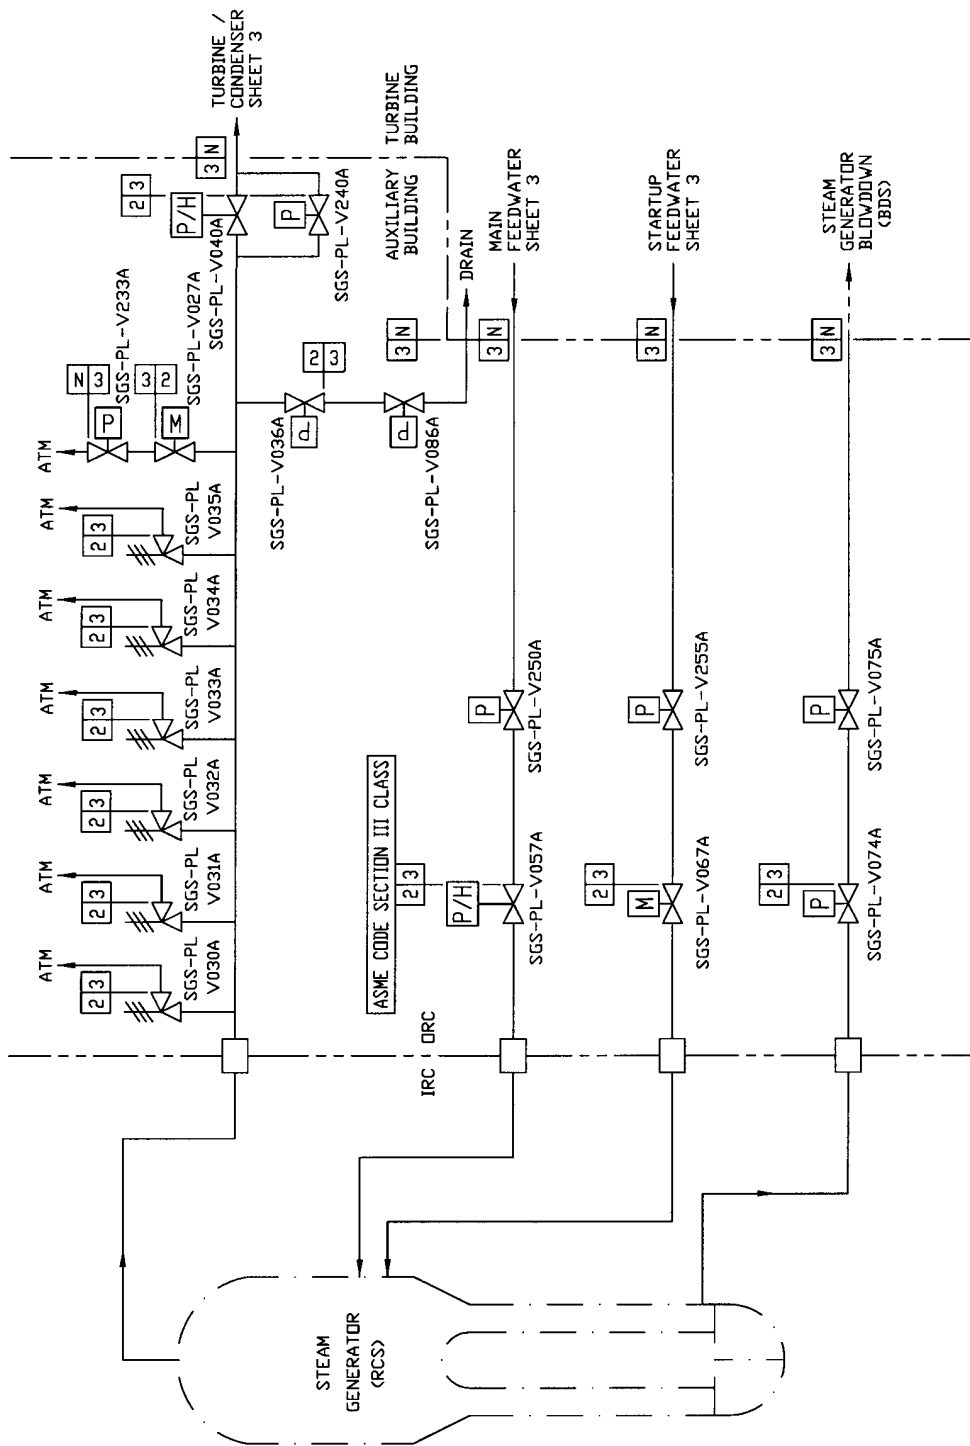 TURBINE /
CONDENSER
SHEET 3
3 N
2 3
P/H
SGS-PL-V040A
P
SGS-PL-V240A
TURBINE
BUILDING
AUXILIARY
BUILDING
N 3
P
SGS-PL-V233A
3 2
M
SGS-PL-V027A
ATM
2 3
P
SGS-PL-V036A
P
SGS-PL-V086A
DRAIN
3 N
ATM
2 3
SGS-PL
V035A
ATM
2 3
SGS-PL
V034A
ATM
2 3
SGS-PL
V033A
ATM
2 3
SGS-PL
V032A
ATM
2 3
SGS-PL
V031A
ATM
2 3
SGS-PL
V030A
MAIN
FEEDWATER
SHEET 3
3 N
P
SGS-PL-V250A
ASME CODE SECTION III CLASS
2 3
P/H
SGS-PL-V057A
STARTUP
FEEDWATER
SHEET 3
3 N
P
SGS-PL-V255A
2 3
M
SGS-PL-V067A
STEAM
GENERATOR
BLOWDOWN
(BDS)
3 N
P
SGS-PL-V075A
2 3
P
SGS-PL-V074A
IRC ORC
STEAM
GENERATOR
(RCS)